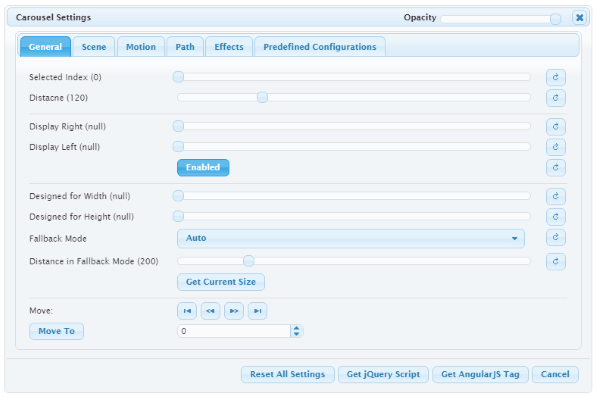 Carousel Settings Opacity
General Scene Motion Path Effects Predefined Configurations
Selected Index (0)
Distacne (120)
Display Right (null)
Display Left (null)
Enabled
Designed for Width (null)
Designed for Height (null)
Fallback Mode Auto
Distance in Fallback Mode (200)
Get Current Size
Move:
Move To 0
Reset All Settings Get jQuery Script Get AngularJS Tag Cancel